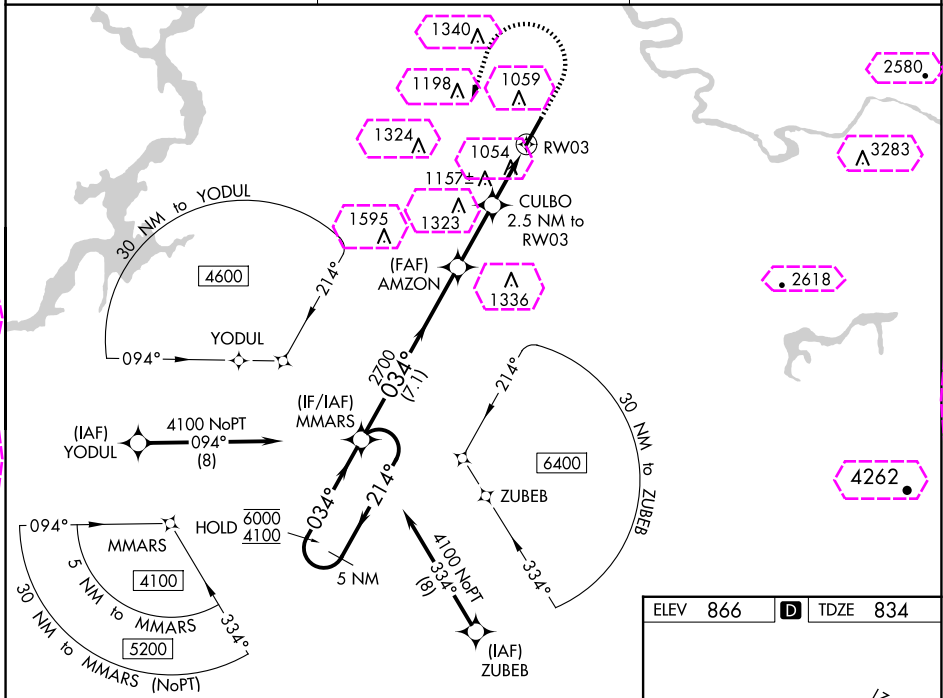 1340
1198
1059
2580
1324
1054
RW03
3283
1157±
CULBO
2.5 NM to
RW03
1595
1323
30 NM to YODUL
4600
214°
(FAF)
AMZON
1336
2618
YODUL
094°
2700
034°
(7.1)
214°
30 NM to ZUBEB
(IF/IAF)
MMARS
(IAF)
YODUL
4100 NoPT
094°
(8)
6400
4262
034°
214°
ZUBEB
HOLD
6000
4100
5 NM
094°
MMARS
4100
5 NM to MMARS
334°
5200
30 NM to MMARS (NoPT)
4100 NoPT
334°
(8)
334°
(IAF)
ZUBEB
ELEV 866
D
TDZE 834